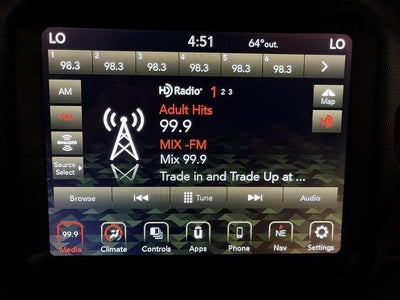 LO 4:51 64°out. LO
1 2 3 4 5 6
98.3 98.3 98.3 98.3 98.3 98.3
AM
HD Radio 1 2 3
Map
Adult Hits
FM
99.9
HD
MIX -FM
SiriusXM
Mix 99.9
Source Select
Trade in and Trade Up at ...
Browse Tune Audio
99.9 NE
Media Climate Controls Apps Phone Nav Settings